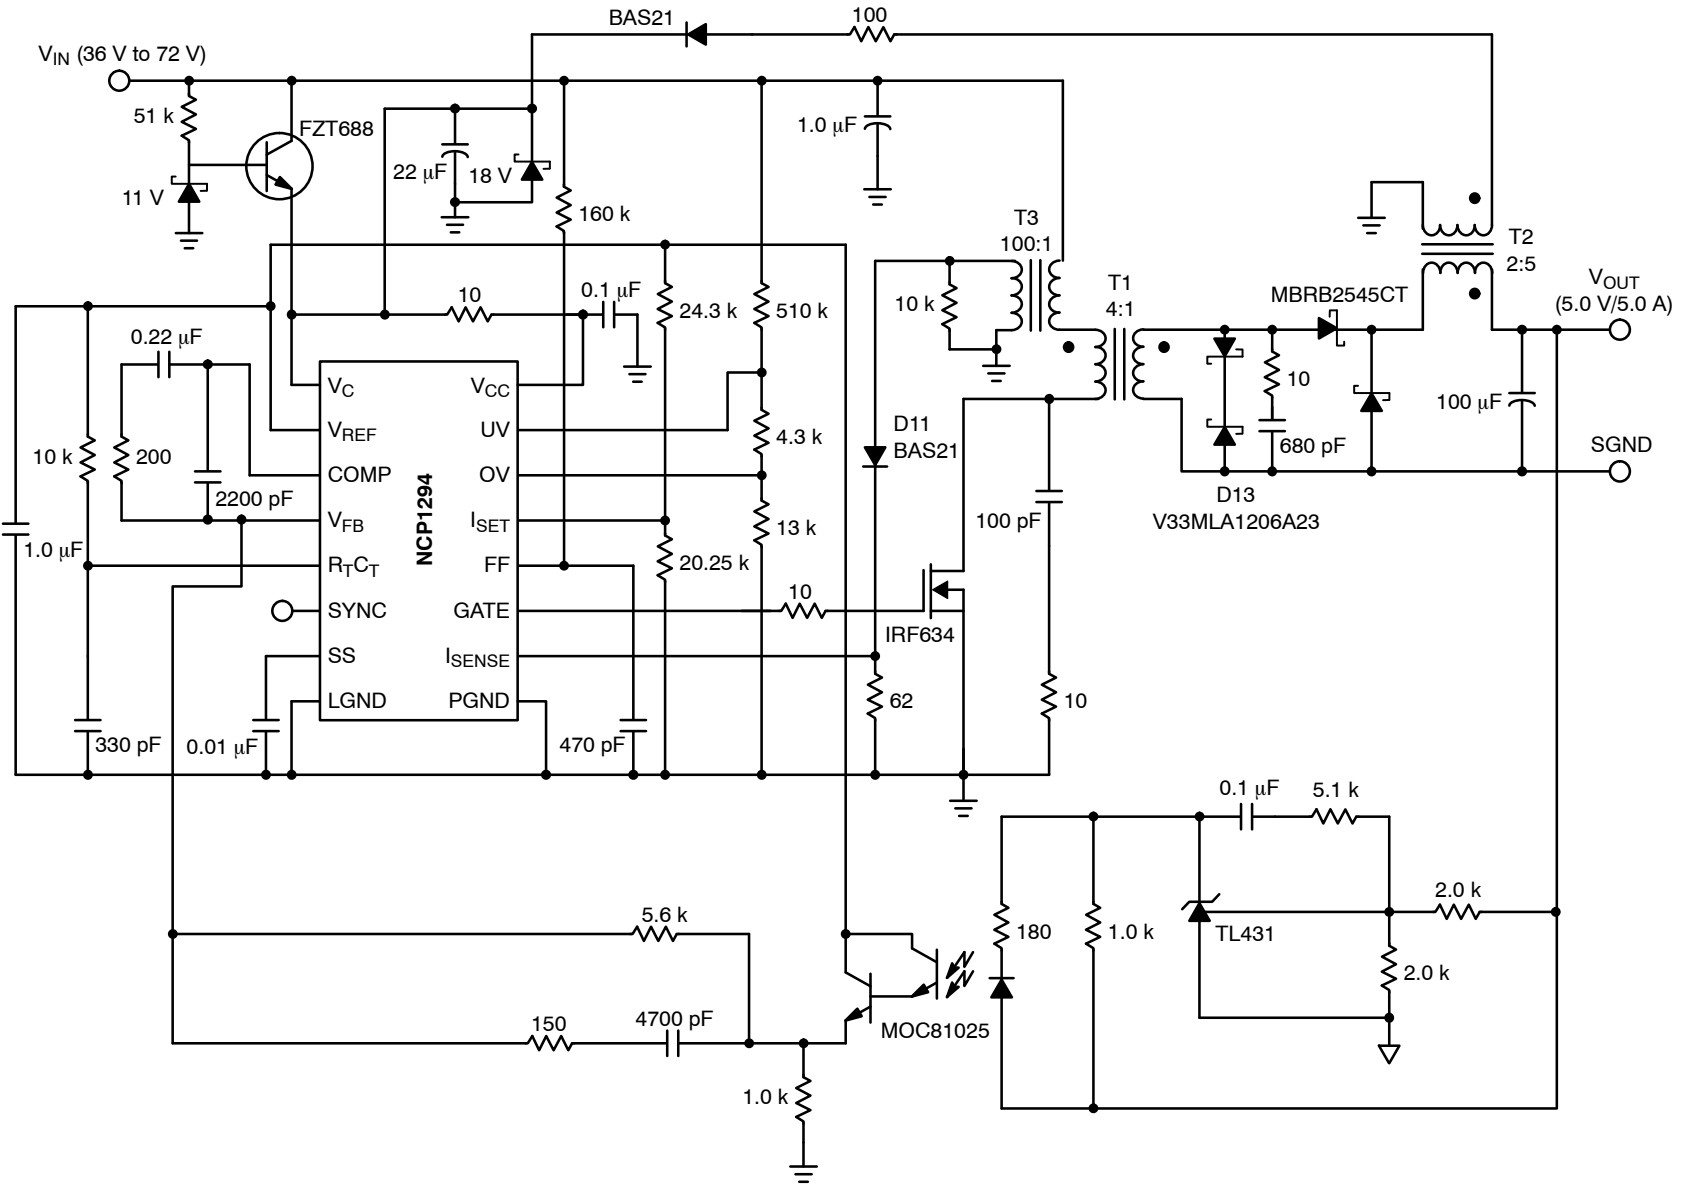 BAS21
100
V_IN (36 V to 72 V)
51 k
FZT688
11 V
22 µF
18 V
160 k
1.0 µF
T3
100:1
T2
2:5
V_OUT
(5.0 V/5.0 A)
T1
4:1
10
0.1 µF
24.3 k
510 k
10 k
MBRB2545CT
0.22 µF
10
100 µF
V_C
V_CC
V_REF
UV
10 k
200
4.3 k
D11
BAS21
680 pF
SGND
COMP
OV
2200 pF
NCP1294
D13
V33MLA1206A23
V_FB
I_SET
13 k
100 pF
1.0 µF
R_TC_T
FF
20.25 k
SYNC
GATE
10
IRF634
SS
I_SENSE
LGND
PGND
62
10
330 pF
0.01 µF
470 pF
0.1 µF
5.1 k
2.0 k
5.6 k
180
1.0 k
TL431
2.0 k
150
4700 pF
MOC81025
1.0 k